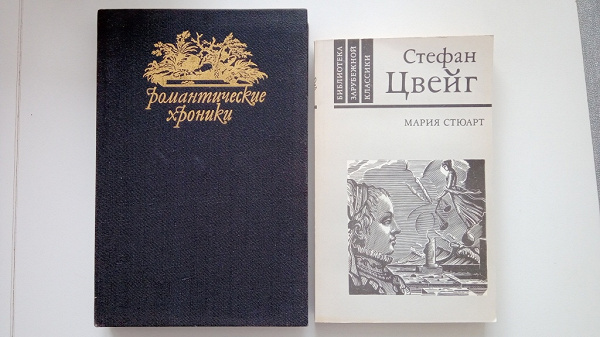 романтические
хроники
БИБЛИОТЕКА
ЗАРУБЕЖНОЙ
КЛАССИКИ
Стефан
Цвейг
МАРИЯ СТЮАРТ